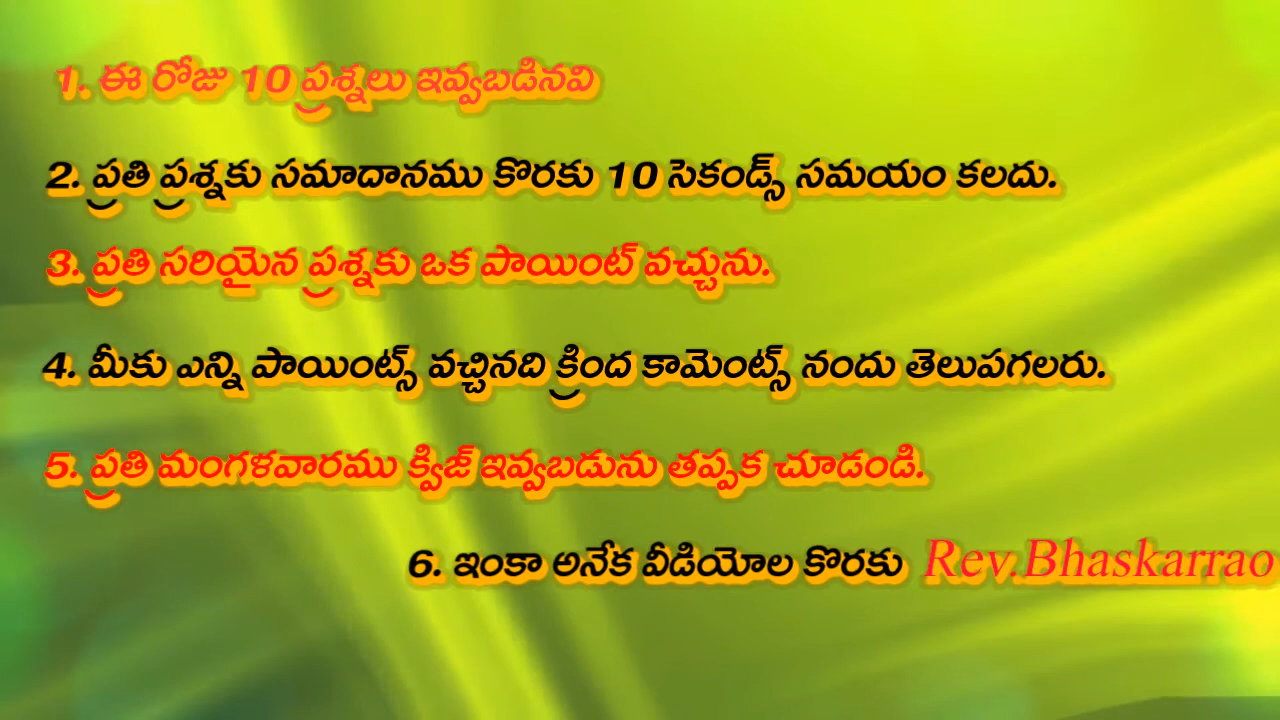 1. ఈ రోజు 10 ప్రశ్నలు ఇవ్వబడినవి
2. ప్రతి ప్రశ్నకు సమాదానము కొరకు 10 సెకండ్స్ సమయం కలదు.
3. ప్రతి సరియైన ప్రశ్నకు ఒక పాయింట్ వచ్చును.
4. మీకు ఎన్ని పాయింట్స్ వచ్చినది క్రింద కామెంట్స్ నందు తెలుపగలరు.
5. ప్రతి మంగళవారము క్విజ్ ఇవ్వబడును తప్పక చూడండి.
6. ఇంకా అనేక వీడియోల కొరకు Rev.Bhaskarrao